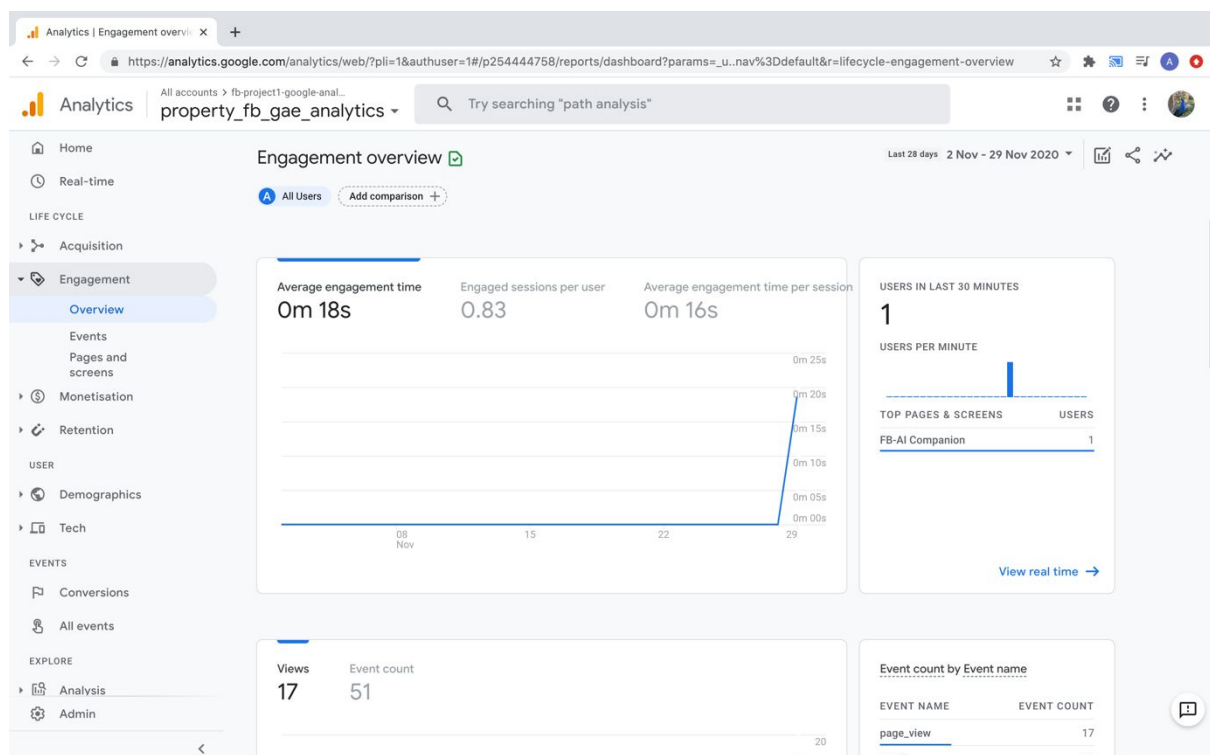 Analytics | Engagement overvi
https://analytics.google.com/analytics/web/?pli=1&authuser=1#/p254444758/reports/dashboard?params=_u..nav%3Ddefault&r=lifecycle-engagement-overview
A
Analytics
All accounts > fb-project1-google-anal...
property_fb_gae_analytics
Try searching "path analysis"
Home
Real-time
LIFE CYCLE
Acquisition
Engagement
Overview
Events
Pages and
screens
Monetisation
Retention
USER
Demographics
Tech
EVENTS
Conversions
All events
EXPLORE
Analysis
Admin
Engagement overview
Last 28 days 2 Nov - 29 Nov 2020
A All Users
Add comparison +
Average engagement time
0m 18s
Engaged sessions per user
0.83
Average engagement time per session
0m 16s
0m 25s
0m 20s
0m 15s
0m 10s
0m 05s
0m 00s
08
Nov
15
22
29
USERS IN LAST 30 MINUTES
1
USERS PER MINUTE
TOP PAGES & SCREENS USERS
FB-AI Companion 1
View real time
Views
17
Event count
51
20
Event count by Event name
EVENT NAME EVENT COUNT
page_view 17